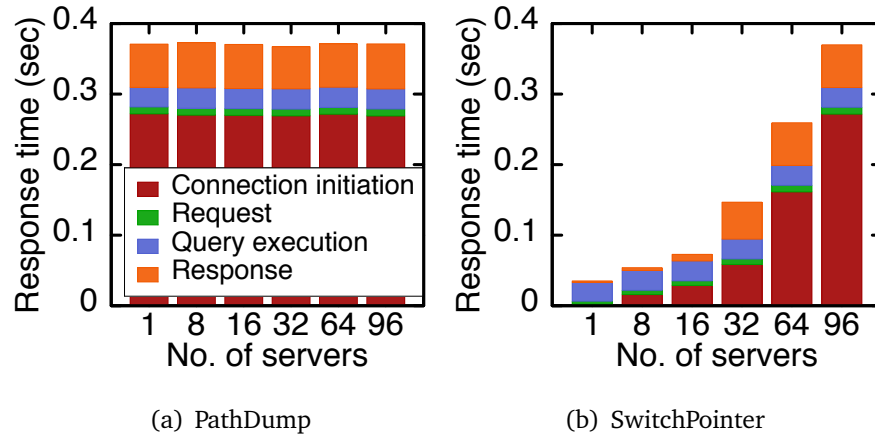 Response time (sec)
0.4
0.3
0.2
0.1
0
Connection initiation
Request
Query execution
Response
1 8 16 32 64 96
No. of servers
(a) PathDump
Response time (sec)
0.4
0.3
0.2
0.1
0
1 8 16 32 64 96
No. of servers
(b) SwitchPointer